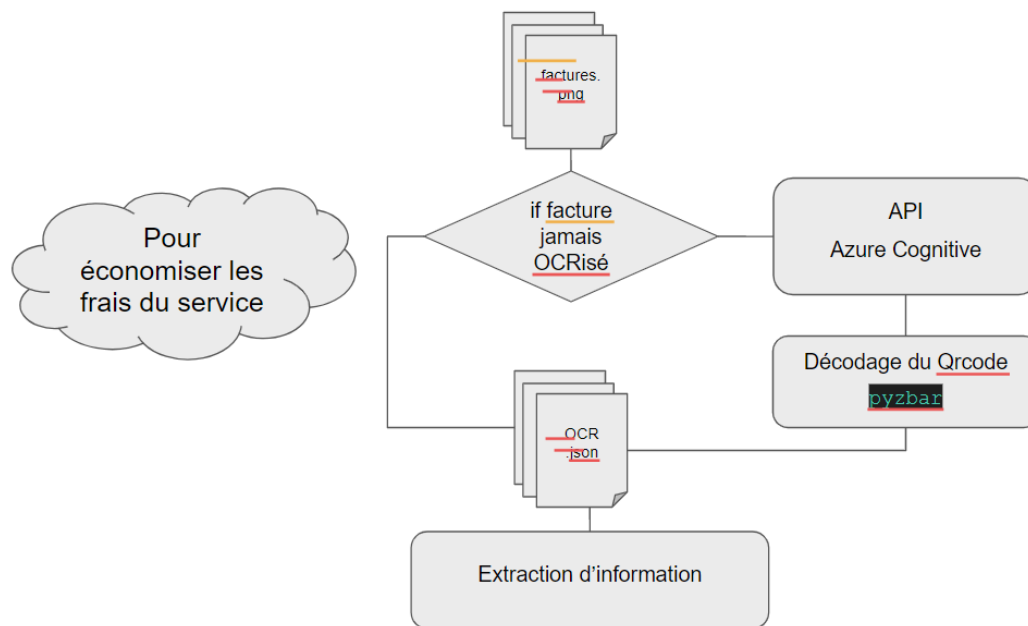 factures.
png
if facture
jamais
OCRisé
API
Azure Cognitive
Pour
économiser les
frais du service
Décodage du Qrcode
pyzbar
OCR
.json
Extraction d'information